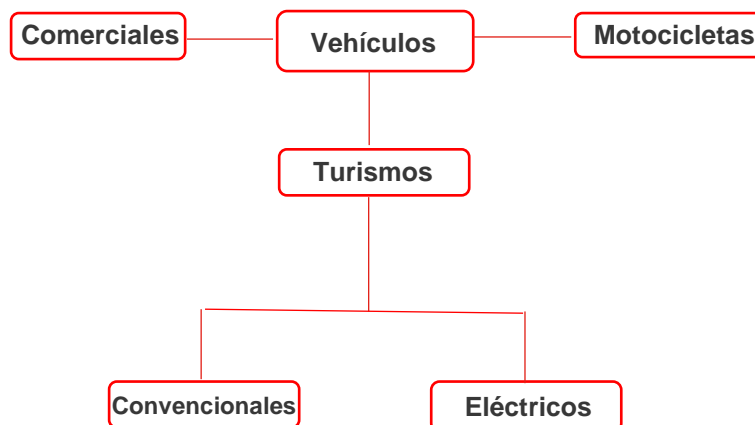 Comerciales
Vehículos
Motocicletas
Turismos
Convencionales
Eléctricos